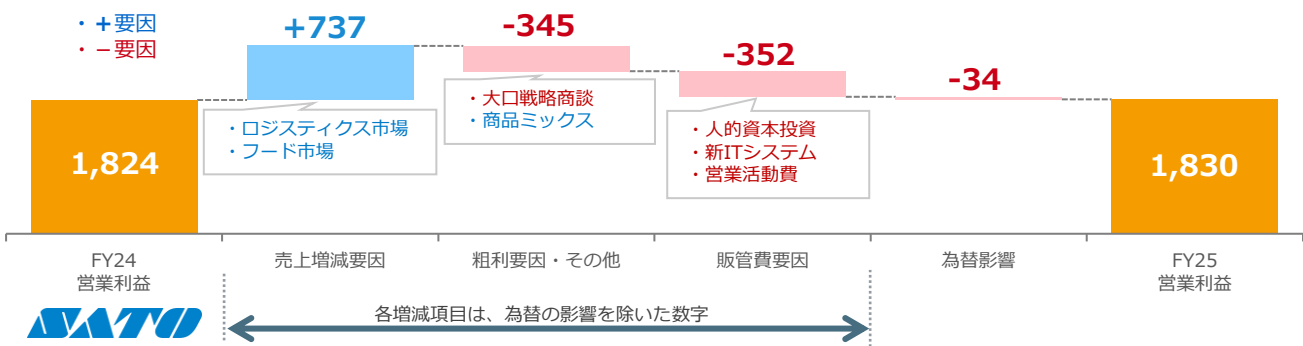 ・＋要因
・－要因
+737
-345
-352
-34
・ロジスティクス市場
・フード市場
・大口戦略商談
・商品ミックス
・人的資本投資
・新ITシステム
・営業活動費
1,824
1,830
FY24
営業利益
売上増減要因
粗利要因・その他
販管費要因
為替影響
FY25
営業利益
SATO
各増減項目は、為替の影響を除いた数字